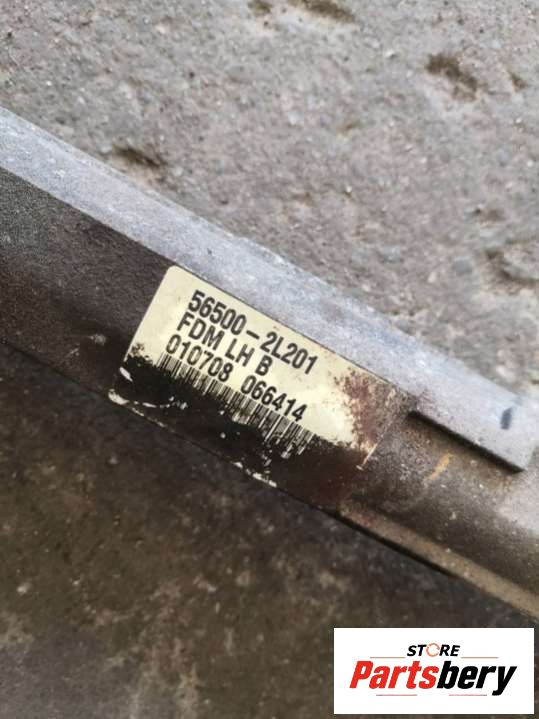 56500-2L201
FDM LH B
010708 066414
STORE
Partsbery